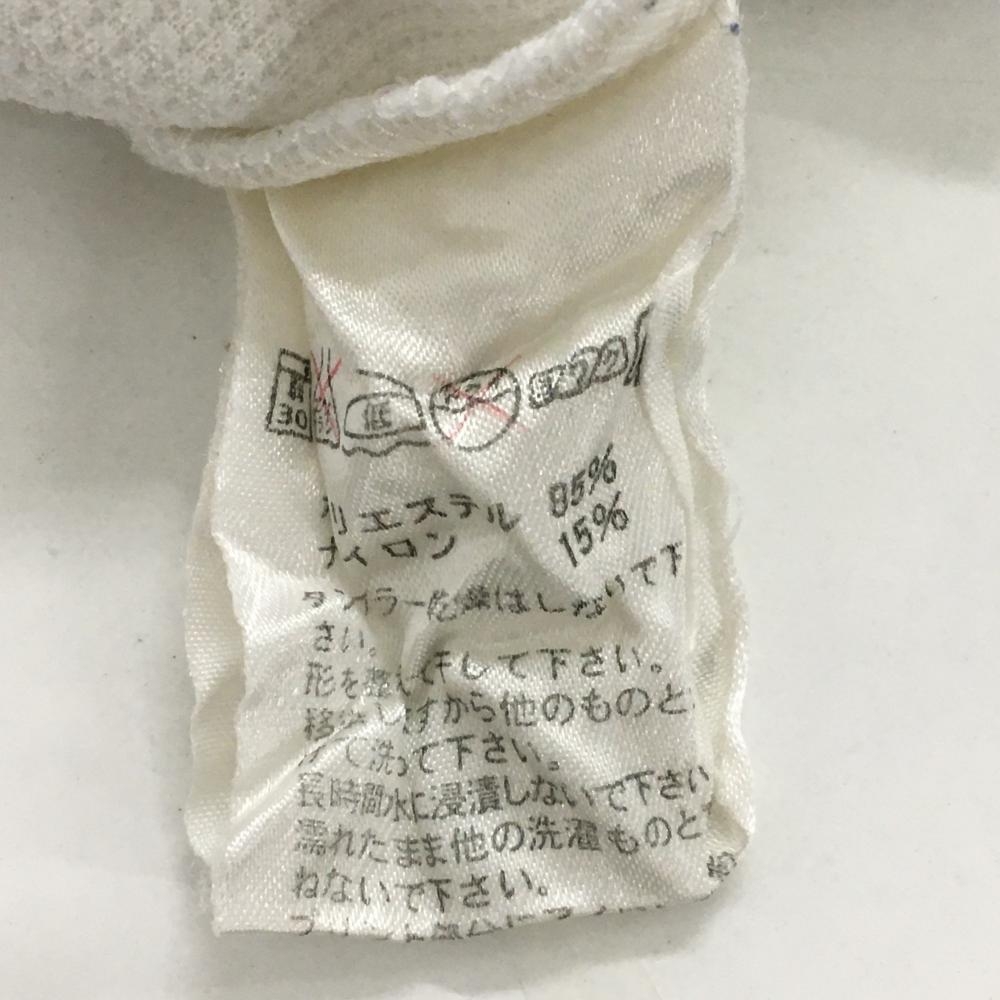 30
低
ポリエステル 85%
ナイロン 15%
タンブラー乾燥はしないで下
さい。
形を整えて干して下さい。
移染しますから他のものと
けて洗って下さい。
長時間水に浸漬しないで下さい
濡れたまま他の洗濯ものと
ねないで下さい。